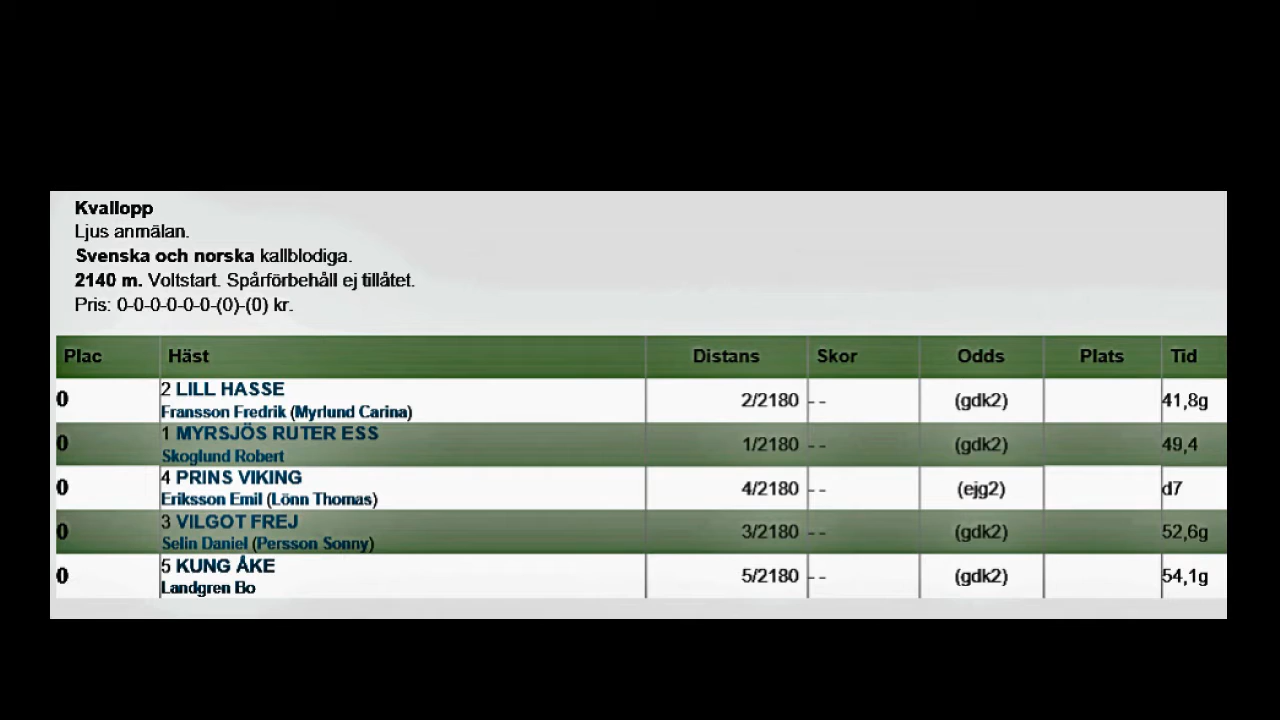 Kvallopp
Ljus anmälan.
Svenska och norska kallblodiga.
2140 m. Voltstart. Spårförbehåll ej tillåtet.
Pris: 0-0-0-0-0-0-(0)-(0) kr.
Plac Häst Distans Skor Odds Plats Tid
0 2 LILL HASSE 2/2180 - - (gdk2) 41,8g
Fransson Fredrik (Myrlund Carina)
0 1 MYRSJÖS RUTER ESS 1/2180 - - (gdk2) 49,4
Skoglund Robert
0 4 PRINS VIKING 4/2180 - - (ejg2) d7
Eriksson Emil (Lönn Thomas)
0 3 VILGOT FREJ 3/2180 - - (gdk2) 52,6g
Selin Daniel (Persson Sonny)
0 5 KUNG ÅKE 5/2180 - - (gdk2) 54,1g
Landgren Bo